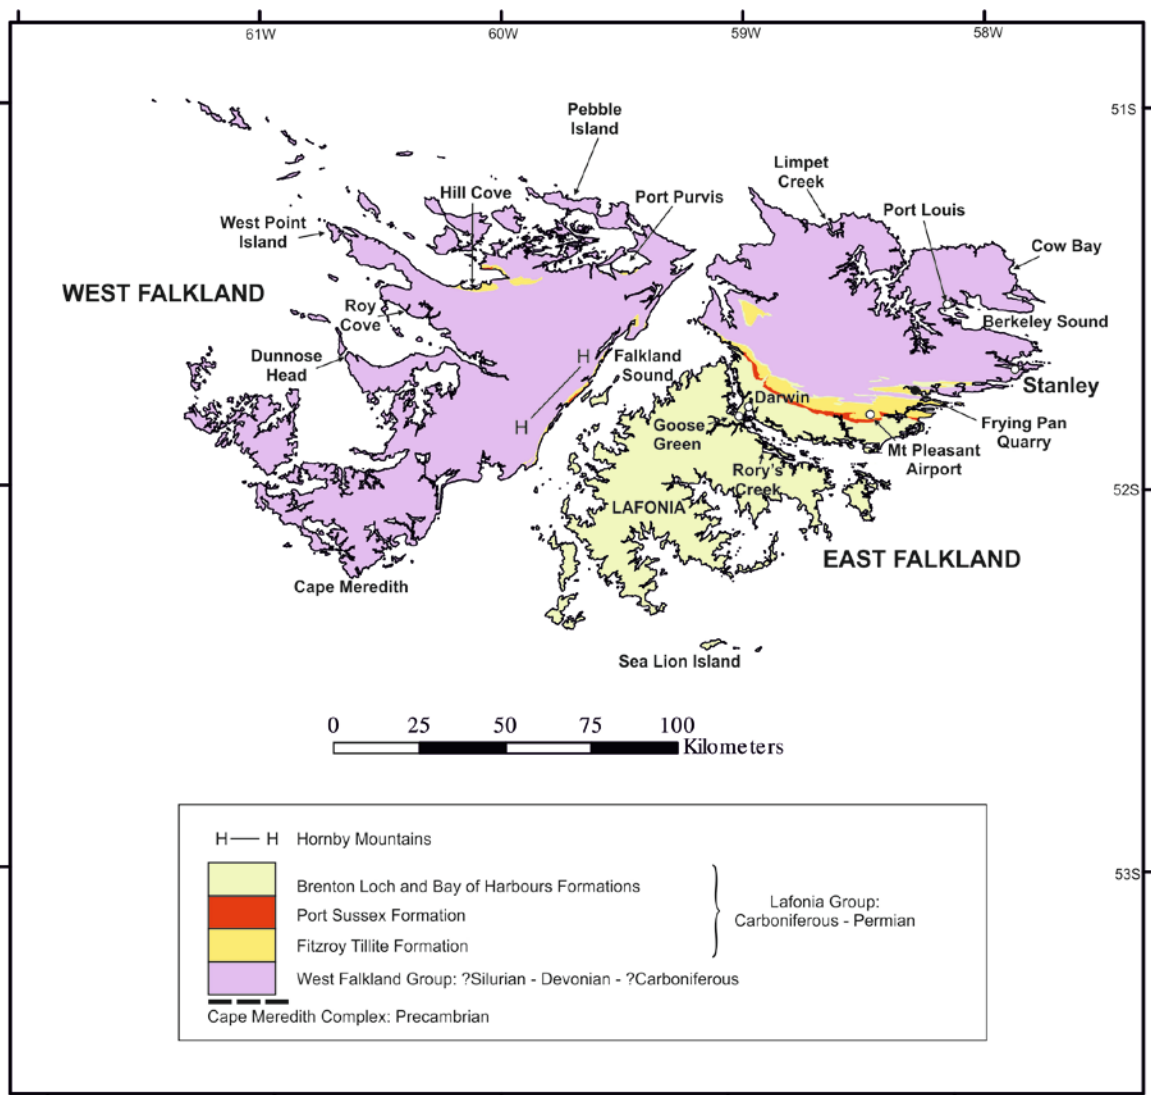 61W
60W
59W
58W
51S
Pebble
Island
Limpet
Creek
Hill Cove
Port Purvis
Port Louis
West Point
Island
Cow Bay
WEST FALKLAND
Roy
Cove
Berkeley Sound
Dunnose
Head
H
Falkland
Sound
Stanley
Darwin
H
Goose
Green
Frying Pan
Quarry
Mt Pleasant
Airport
Rory's
Creek
52S
LAFONIA
EAST FALKLAND
Cape Meredith
Sea Lion Island
0 25 50 75 100
Kilometers
H — H Hornby Mountains
53S
Brenton Loch and Bay of Harbours Formations
Port Sussex Formation
Lafonia Group:
Carboniferous - Permian
Fitzroy Tillite Formation
West Falkland Group: ?Silurian - Devonian - ?Carboniferous
Cape Meredith Complex: Precambrian